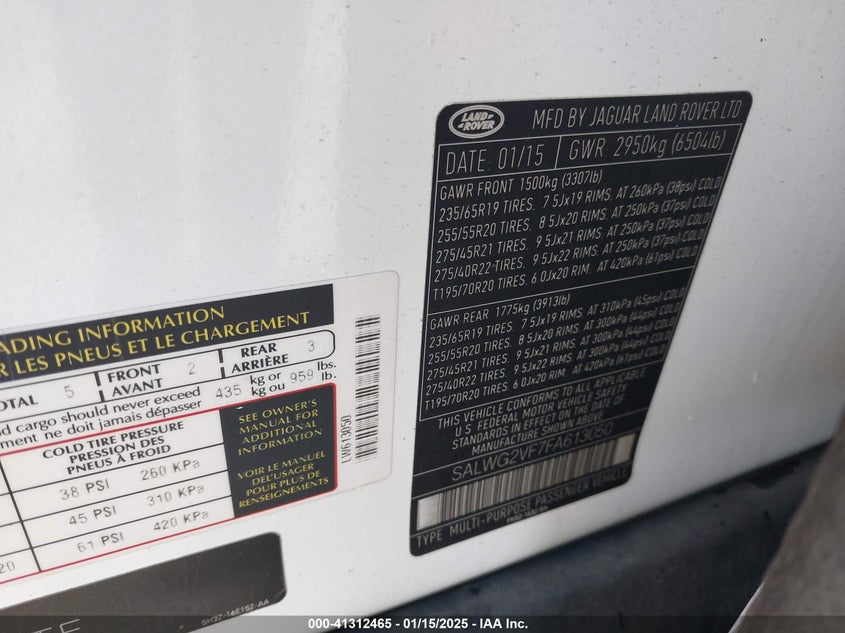 LAND ROVER
MFD BY JAGUAR LAND ROVER LTD
DATE: 01/15 GWR: 2950kg (6504lb)
GAWR FRONT 1500kg (3307lb)
235/65R19 TIRES. 7 5Jx19 RIMS. AT 260kPa (38psi) COLD
255/55R20 TIRES. 8 5Jx20 RIMS. AT 250kPa (37psi) COLD
275/45R21 TIRES. 9 5Jx21 RIMS. AT 250kPa (37psi) COLD
275/40R22 TIRES. 9 5Jx22 RIMS. AT 250kPa (37psi) COLD
T195/70R20 TIRES. 6 0Jx20 RIM. AT 420kPa (61psi) COLD
GAWR REAR 1775kg (3913lb)
235/65R19 TIRES. 7 5Jx19 RIMS. AT 310kPa (45psi) COLD
255/55R20 TIRES. 8 5Jx20 RIMS. AT 300kPa (44psi) COLD
275/45R21 TIRES. 9 5Jx21 RIMS. AT 300kPa (44psi) COLD
275/40R22 TIRES. 9 5Jx22 RIMS. AT 300kPa (44psi) COLD
T195/70R20 TIRES. 6 0Jx20 RIM. AT 420kPa (61psi) COLD
THIS VEHICLE CONFORMS TO ALL APPLICABLE
U.S. FEDERAL MOTOR VEHICLE SAFETY
STANDARDS IN EFFECT ON THE DATE OF
MANUFACTURE SHOWN ABOVE.
SALWG2VF7FA613050
TYPE: MULTI-PURPOSE PASSENGER VEHICLE
ADING INFORMATION
R LES PNEUS ET LE CHARGEMENT
OTAL 5 FRONT AVANT 2 REAR ARRIÈRE 3
d cargo should never exceed
ment ne doit jamais dépasser 435 kg or kg ou 959 lbs. lb.
COLD TIRE PRESSURE
PRESSION DES
PNEUS À FROID
38 PSI 260 KPa
45 PSI 310 KPa
20 61 PSI 420 KPa
SEE OWNER'S
MANUAL FOR
ADDITIONAL
INFORMATION
VOIR LE MANUEL
DE L'USAGER
POUR PLUS DE
RENSEIGNEMENTS
LW613050
5H32-16E152-AA
000-41312465 - 01/15/2025 - IAA Inc.